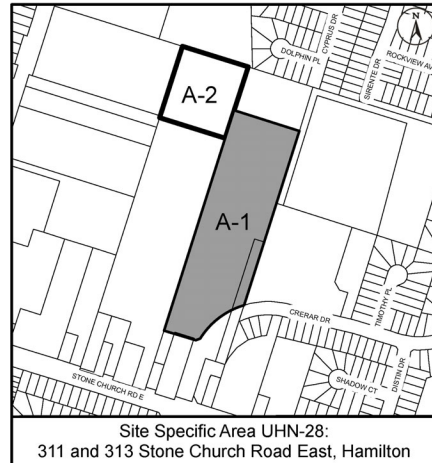 N
CYPRUS DR
DOLPHIN PL
ROCKVIEW AV
SIRENTE DR
A-2
A-1
TIMOTHY PL
CRERAR DR
DISTIN DR
SHADOW CT
STONE CHURCH RD E
Site Specific Area UHN-28:
311 and 313 Stone Church Road East, Hamilton